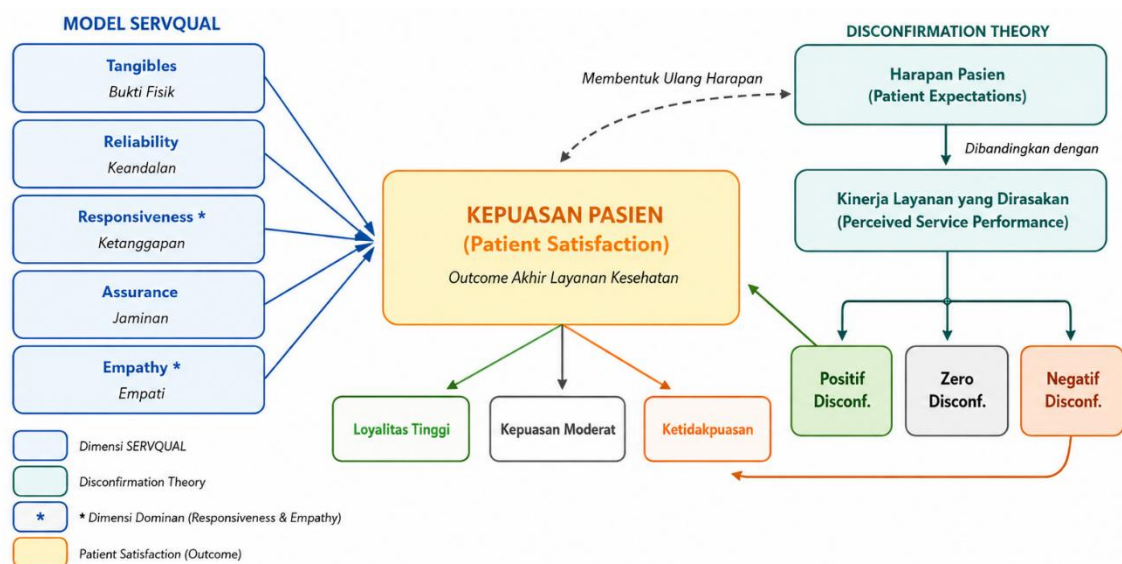 MODEL SERVQUAL
Tangibles
Bukti Fisik
Reliability
Keandalan
Responsiveness *
Ketanggapan
Assurance
Jaminan
Empathy *
Empati
Dimensi SERVQUAL
Disconfirmation Theory
*
* Dimensi Dominan (Responsiveness & Empathy)
Patient Satisfaction (Outcome)
Membentuk Ulang Harapan
KEPUASAN PASIEN
(Patient Satisfaction)
Outcome Akhir Layanan Kesehatan
Loyalitas Tinggi
Kepuasan Moderat
Ketidakpuasan
DISCONFIRMATION THEORY
Harapan Pasien
(Patient Expectations)
Dibandingkan dengan
Kinerja Layanan yang Dirasakan
(Perceived Service Performance)
Positif
Disconf.
Zero
Disconf.
Negatif
Disconf.